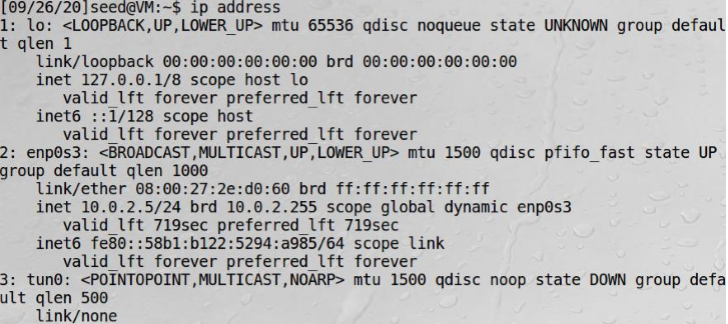 [09/26/20]seed@VM:~$ ip address
1: lo: <LOOPBACK,UP,LOWER_UP> mtu 65536 qdisc noqueue state UNKNOWN group defaul
t qlen 1
    link/loopback 00:00:00:00:00:00 brd 00:00:00:00:00:00
    inet 127.0.0.1/8 scope host lo
       valid_lft forever preferred_lft forever
    inet6 ::1/128 scope host
       valid_lft forever preferred_lft forever
2: enp0s3: <BROADCAST,MULTICAST,UP,LOWER_UP> mtu 1500 qdisc pfifo_fast state UP
group default qlen 1000
    link/ether 08:00:27:2e:d0:60 brd ff:ff:ff:ff:ff:ff
    inet 10.0.2.5/24 brd 10.0.2.255 scope global dynamic enp0s3
       valid_lft 719sec preferred_lft 719sec
    inet6 fe80::58b1:b122:5294:a985/64 scope link
       valid_lft forever preferred_lft forever
3: tun0: <POINTOPOINT,MULTICAST,NOARP> mtu 1500 qdisc noop state DOWN group defa
ult qlen 500
    link/none